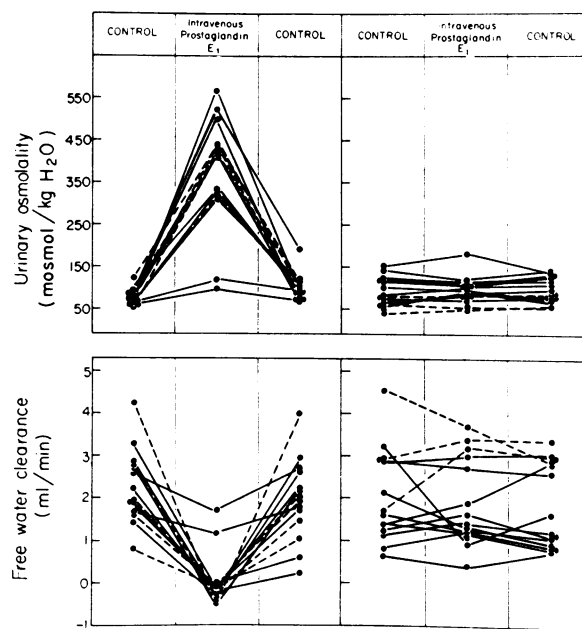 CONTROL
Intravenous
Prostaglandin
E1
CONTROL
Intravenous
Prostaglandin
E1
CONTROL
CONTROL
Urinary osmolality
(mosmol/kg H2O)
550
450
350
250
150
50
Free water clearance
(ml/min)
5
4
3
2
1
0
-1